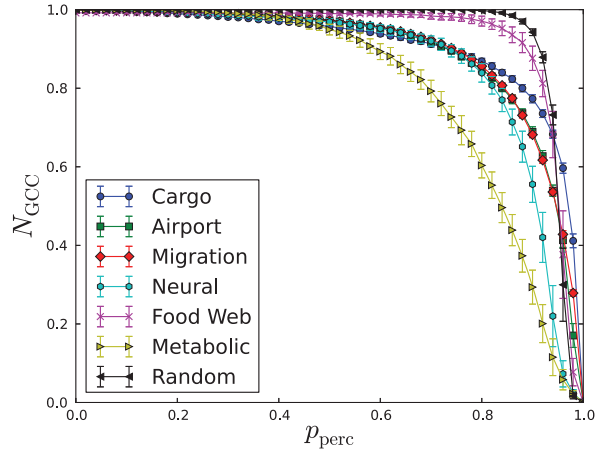 1.0
0.8
0.6
0.4
0.2
0.0
N_GCC
Cargo
Airport
Migration
Neural
Food Web
Metabolic
Random
0.0 0.2 0.4 0.6 0.8 1.0
p_perc